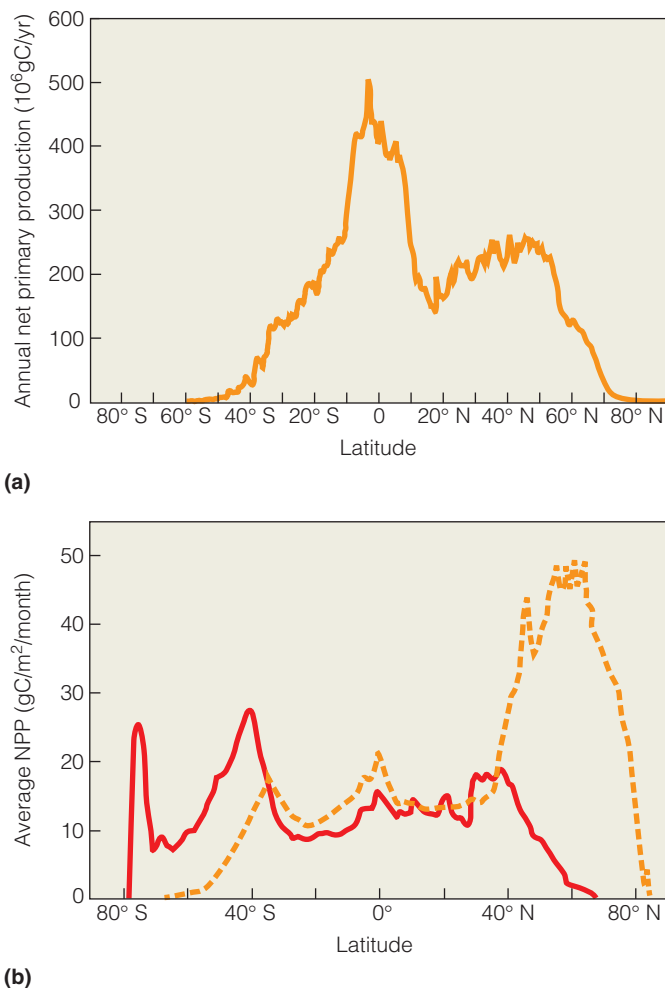 600
500
400
300
200
100
0
Annual net primary production (10⁶gC/yr)
80° S 60° S 40° S 20° S 0 20° N 40° N 60° N 80° N
Latitude
(a)
50
40
30
20
10
0
Average NPP (gC/m²/month)
80° S 40° S 0° 40° N 80° N
Latitude
(b)